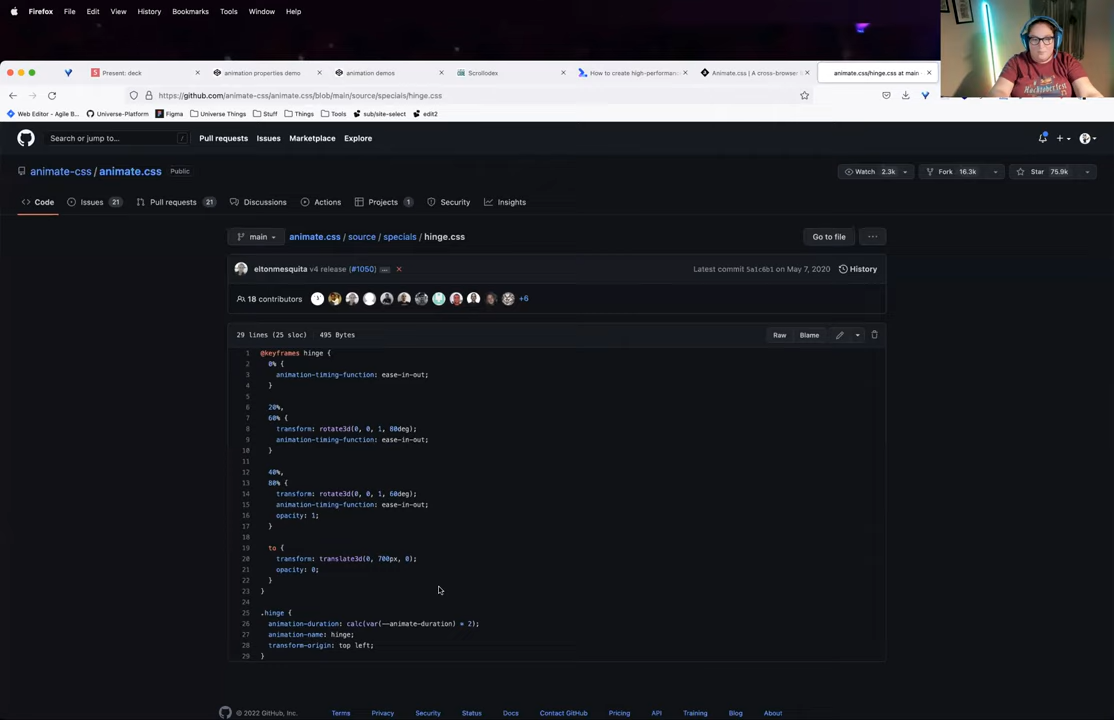 Firefox File Edit View History Bookmarks Tools Window Help
Present: deck
animation properties demo
animation demos
Scrollodex
How to create high-performan
Animate.css | A cross-browser
animate.css/hinge.css at main
https://github.com/animate-css/animate.css/blob/main/source/specials/hinge.css
Web Editor - Agile B...
Universe-Platform
Figma
Universe Things
Stuff
Things
Tools
sub/site-select
edit2
Search or jump to...
/
Pull requests Issues Marketplace Explore
animate-css / animate.css Public
Watch 2.3k
Fork 16.3k
Star 75.9k
Code
Issues 21
Pull requests 21
Discussions
Actions
Projects 1
Security
Insights
main
animate.css / source / specials / hinge.css
Go to file
...
eltonmesquita v4 release (#1050) ...
Latest commit 5a1c6b1 on May 7, 2020
History
18 contributors
+6
29 lines (25 sloc) 495 Bytes
Raw
Blame
1 @keyframes hinge {
2 0% {
3 animation-timing-function: ease-in-out;
4 }
5
6 20%,
7 60% {
8 transform: rotate3d(0, 0, 1, 80deg);
9 animation-timing-function: ease-in-out;
10 }
11
12 40%,
13 80% {
14 transform: rotate3d(0, 0, 1, 60deg);
15 animation-timing-function: ease-in-out;
16 opacity: 1;
17 }
18
19 to {
20 transform: translate3d(0, 700px, 0);
21 opacity: 0;
22 }
23 }
24
25 .hinge {
26 animation-duration: calc(var(--animate-duration) * 2);
27 animation-name: hinge;
28 transform-origin: top left;
29 }
© 2022 GitHub, Inc.
Terms
Privacy
Security
Status
Docs
Contact GitHub
Pricing
API
Training
Blog
About